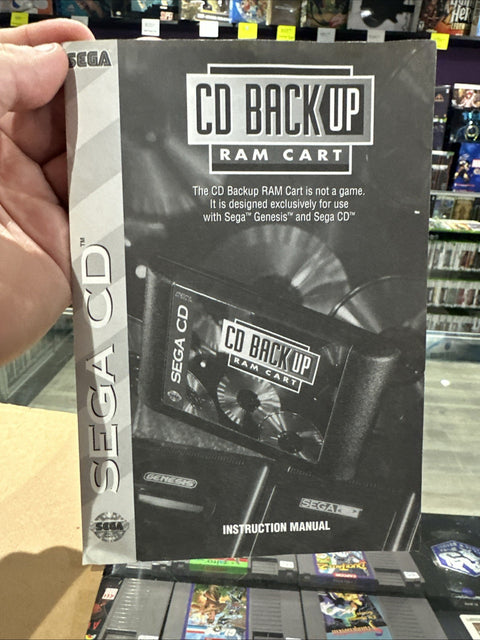 SEGA
CD BACKUP
RAM CART
The CD Backup RAM Cart is not a game.
It is designed exclusively for use
with Sega™ Genesis™ and Sega CD™
SEGA CD™
SEGA CD
CD BACKUP
RAM CART
GENESIS
SEGA CD
SEGA
INSTRUCTION MANUAL